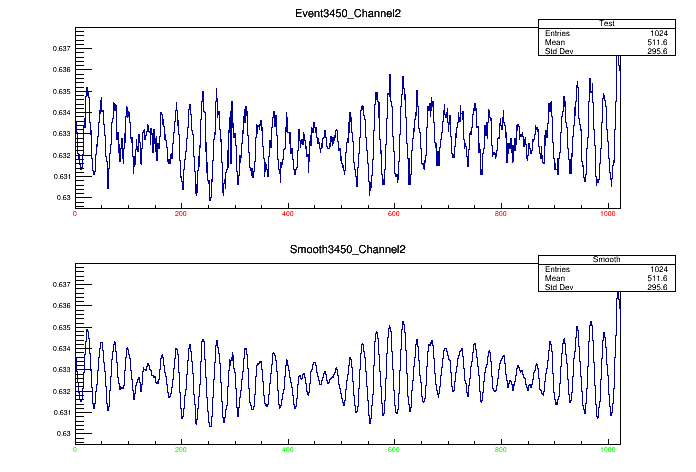 Event3450_Channel2
Test
Entries 1024
Mean 511.6
Std Dev 295.6
0.637
0.636
0.635
0.634
0.633
0.632
0.631
0.63
0 200 400 600 800 1000
Smooth3450_Channel2
Smooth
Entries 1024
Mean 511.6
Std Dev 295.6
0.637
0.636
0.635
0.634
0.633
0.632
0.631
0.63
0 200 400 600 800 1000